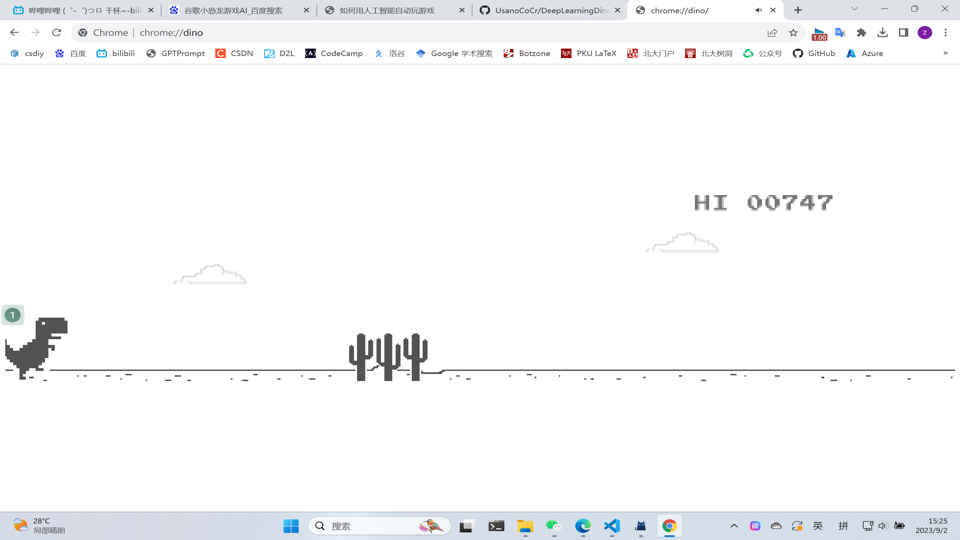 哔哩哔哩 (゜-゜)つロ 干杯~-bili
谷歌小恐龙游戏AI_百度搜索
如何用人工智能自动玩游戏
UsanoCoCr/DeepLearningDin
chrome://dino/
Chrome
chrome://dino
1.00
z
csdiy
百度
bilibili
GPTPrompt
CSDN
D2L
CodeCamp
洛谷
Google 学术搜索
Botzone
PKU LaTeX
北大门户
北大树洞
公众号
GitHub
Azure
»
HI 00747
1
28°C
局部晴朗
搜索
英
拼
15:25
2023/9/2